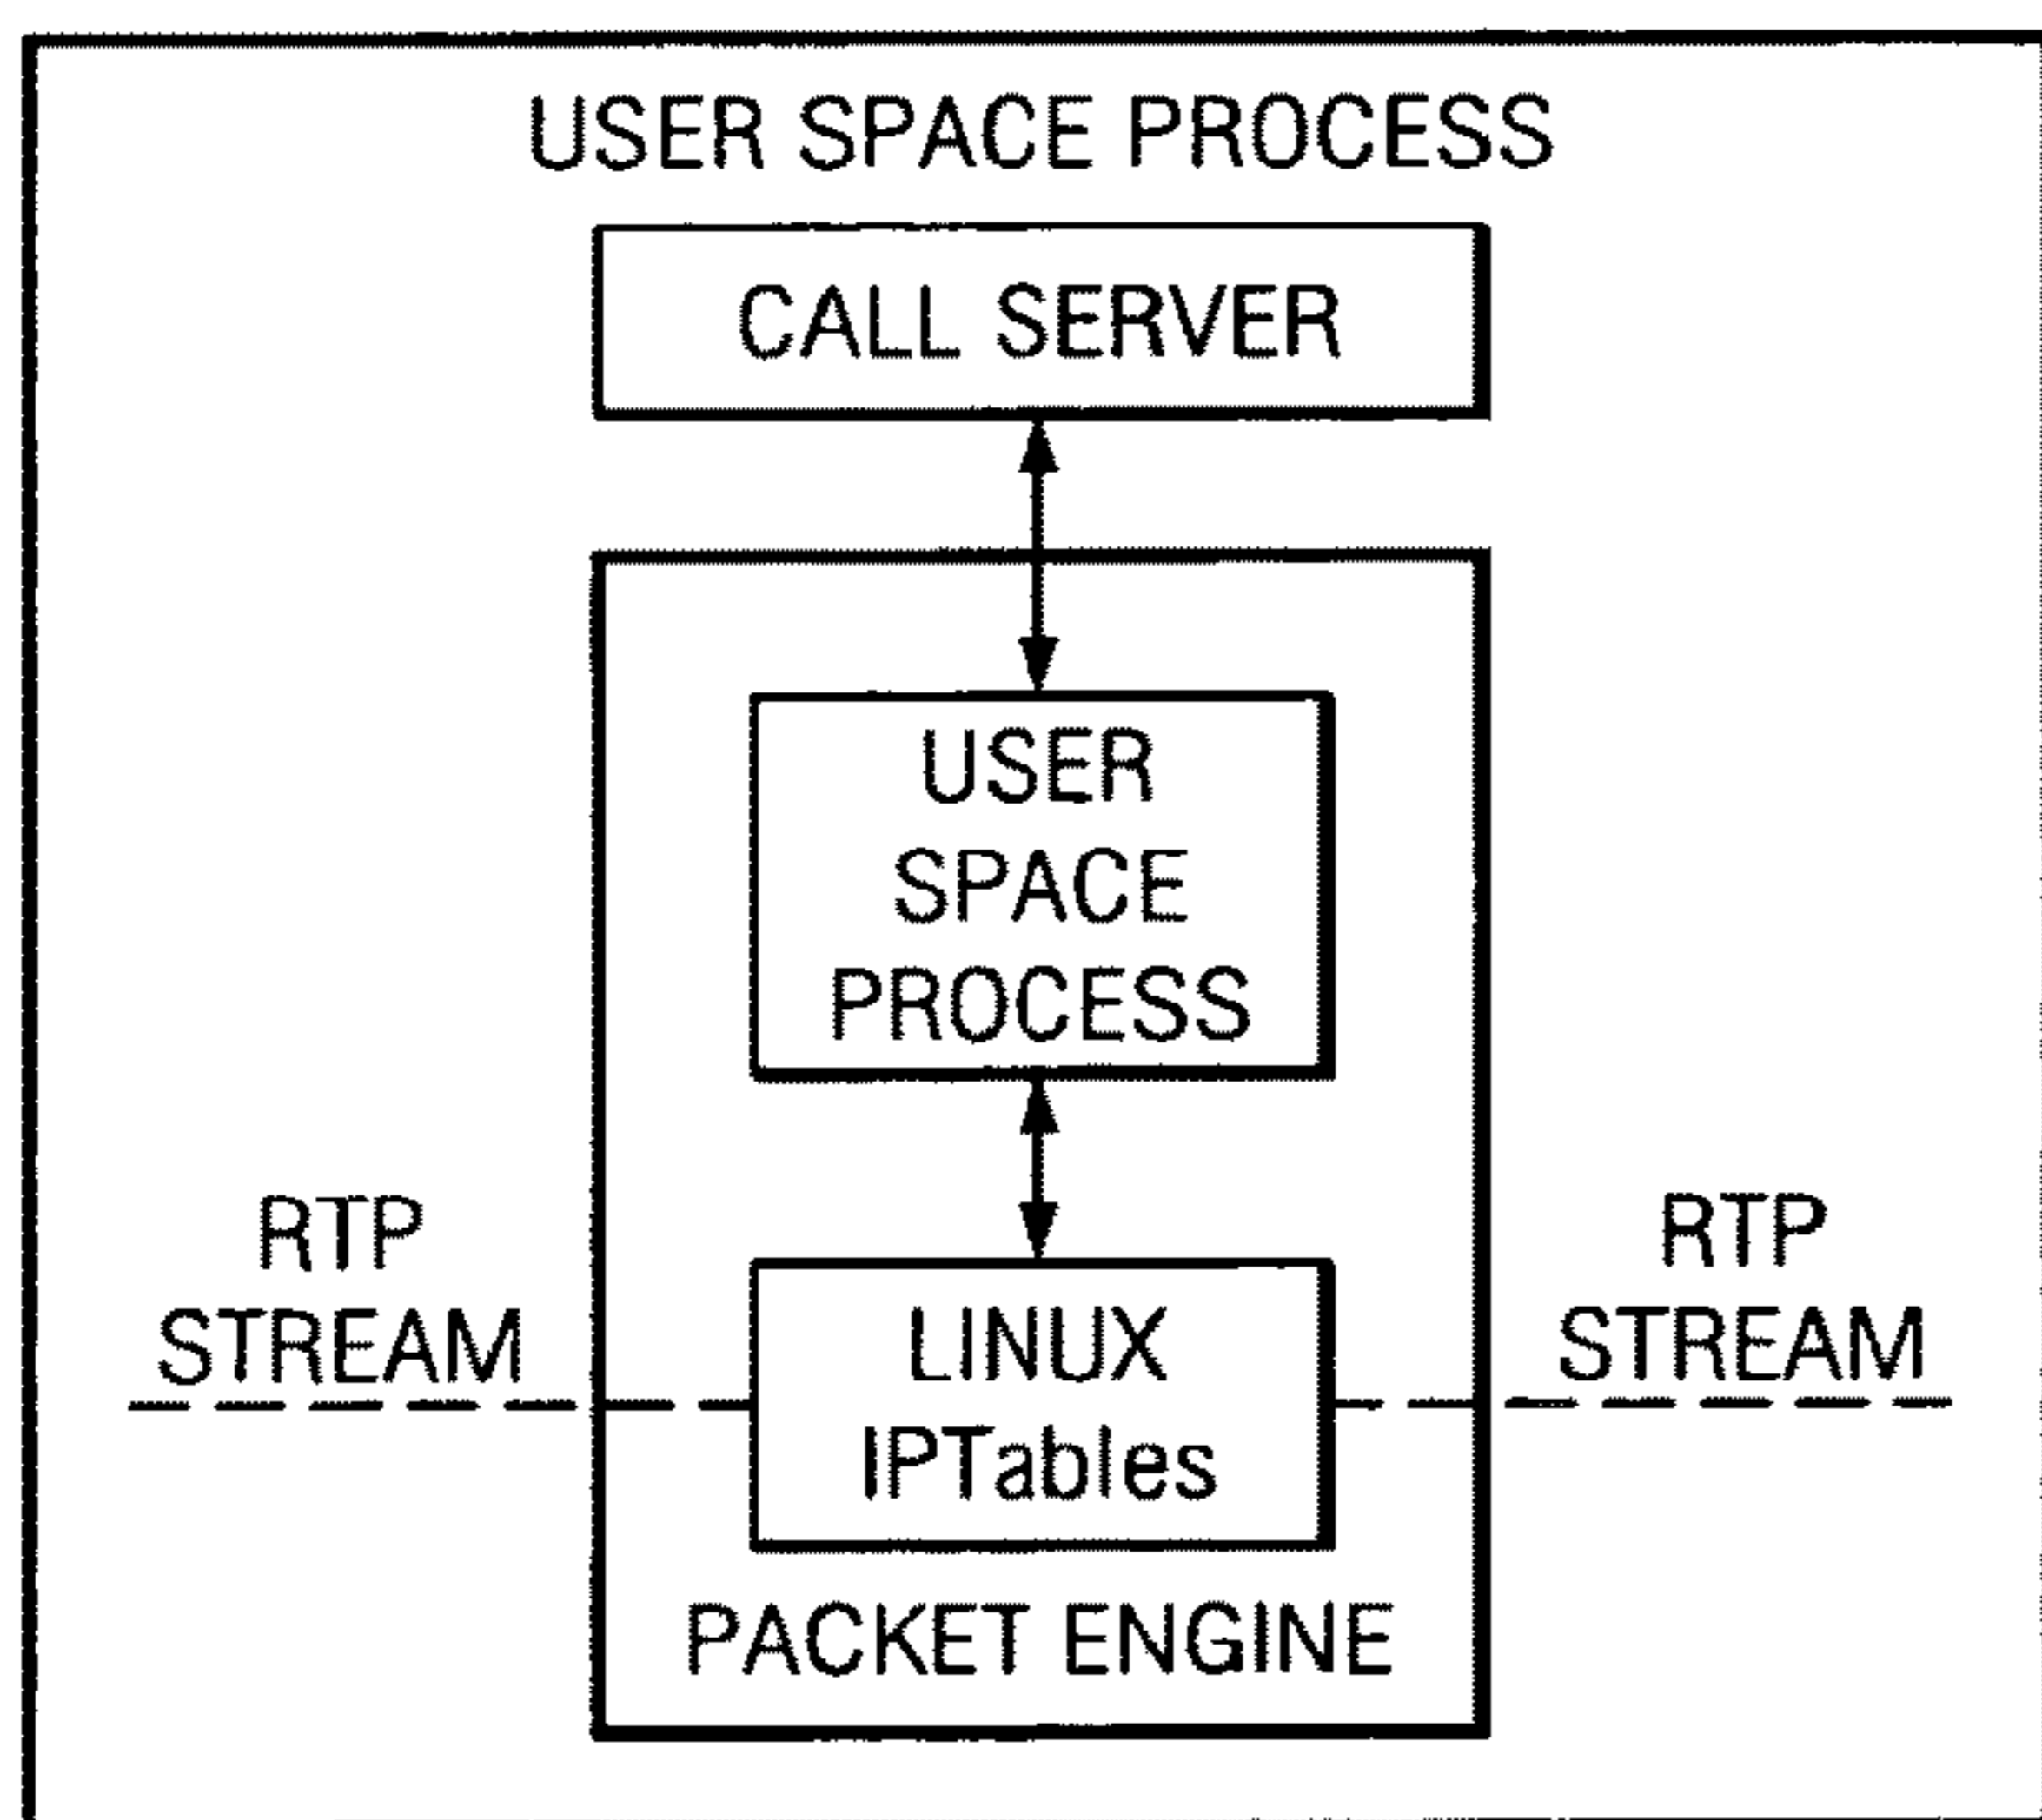 USER SPACE PROCESS
CALL SERVER
USER
SPACE
PROCESS
RTP
STREAM
RTP
STREAM
LINUX
IPTables
PACKET ENGINE